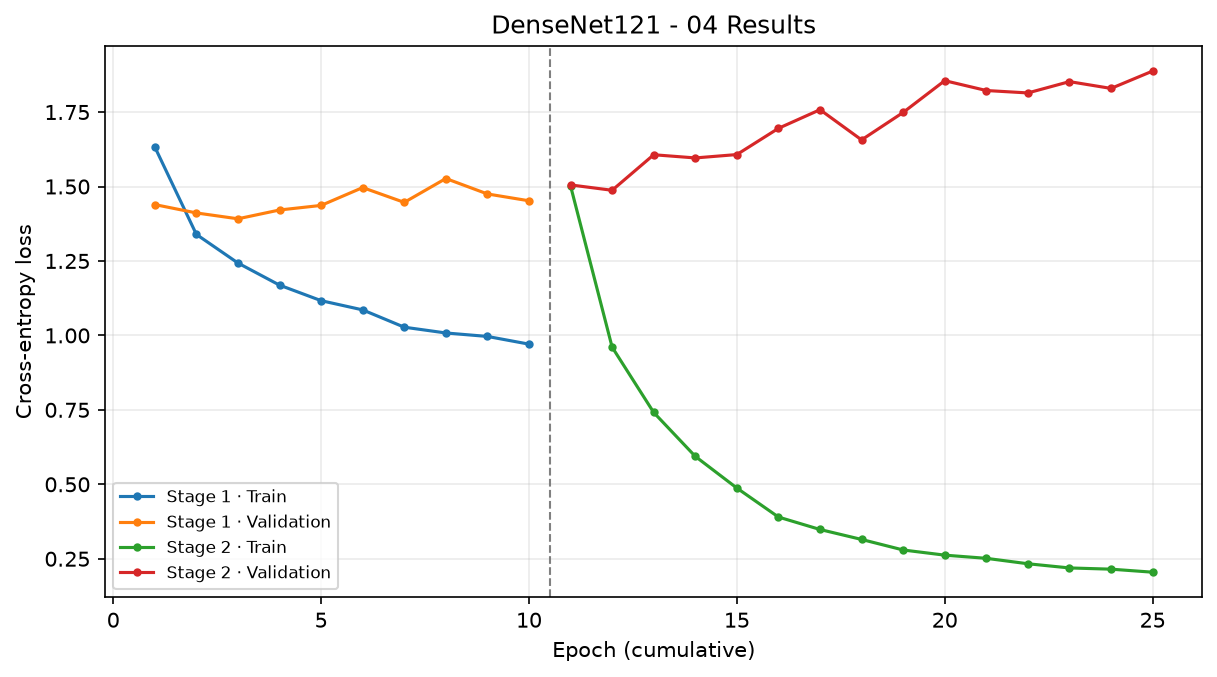 DenseNet121 - 04 Results
Cross-entropy loss
1.75
1.50
1.25
1.00
0.75
0.50
0.25
Stage 1 · Train
Stage 1 · Validation
Stage 2 · Train
Stage 2 · Validation
0 5 10 15 20 25
Epoch (cumulative)